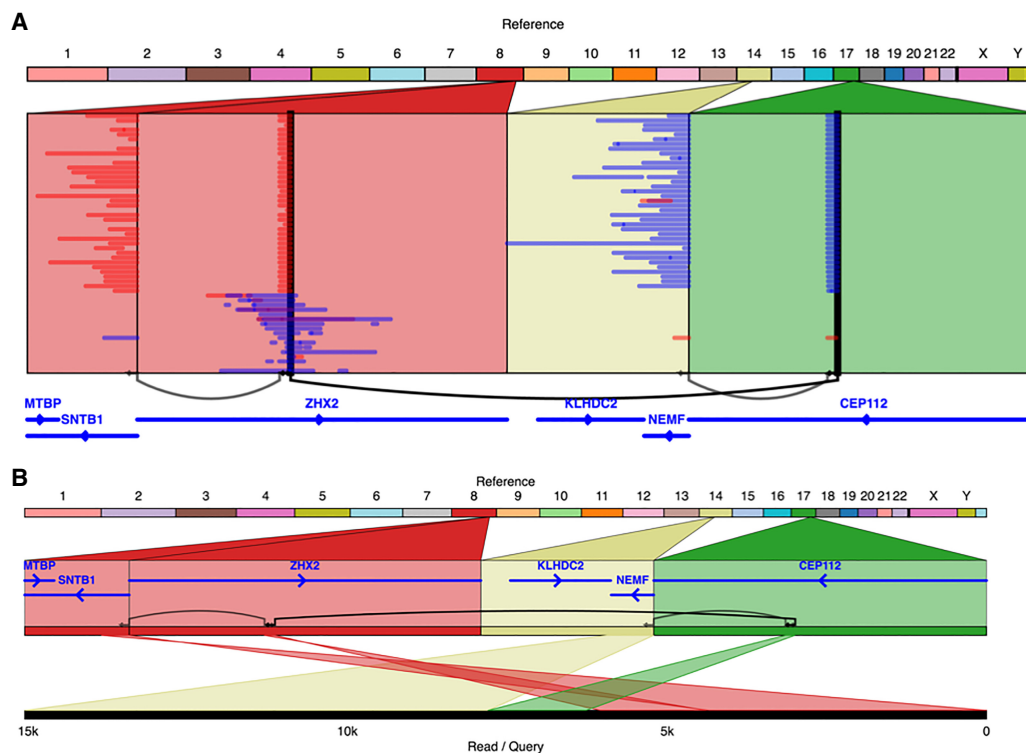 A
Reference
1 2 3 4 5 6 7 8 9 10 11 12 13 14 15 16 17 18 19 20 21 22 X Y
MTBP ZHX2 KLHDC2 CEP112
SNTB1 NEMF
B
Reference
1 2 3 4 5 6 7 8 9 10 11 12 13 14 15 16 17 18 19 20 21 22 X Y
MTBP ZHX2 KLHDC2 CEP112
SNTB1 NEMF
15k 10k 5k 0
Read / Query